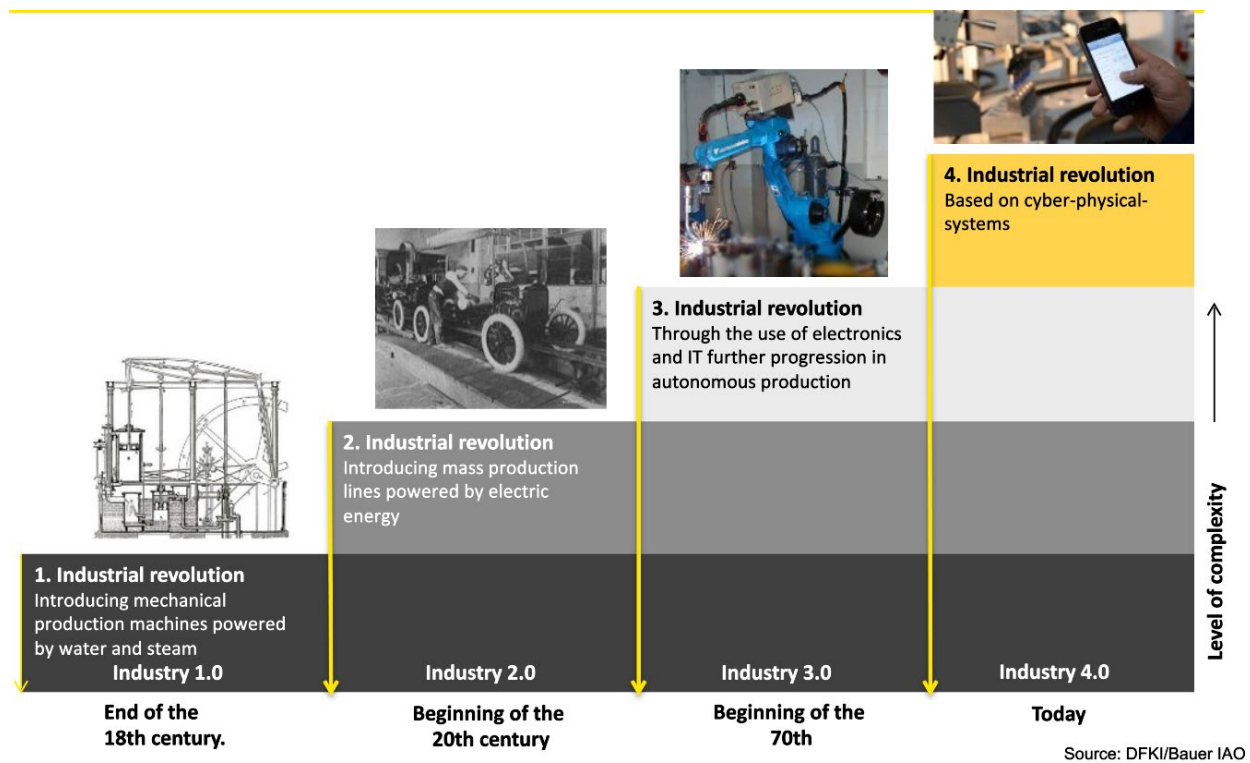 4. Industrial revolution
Based on cyber-physical-
systems
3. Industrial revolution
Through the use of electronics
and IT further progression in
autonomous production
2. Industrial revolution
Introducing mass production
lines powered by electric
energy
1. Industrial revolution
Introducing mechanical
production machines powered
by water and steam
Industry 1.0
Industry 2.0
Industry 3.0
Industry 4.0
Level of complexity
End of the
18th century.
Beginning of the
20th century
Beginning of the
70th
Today
Source: DFKI/Bauer IAO